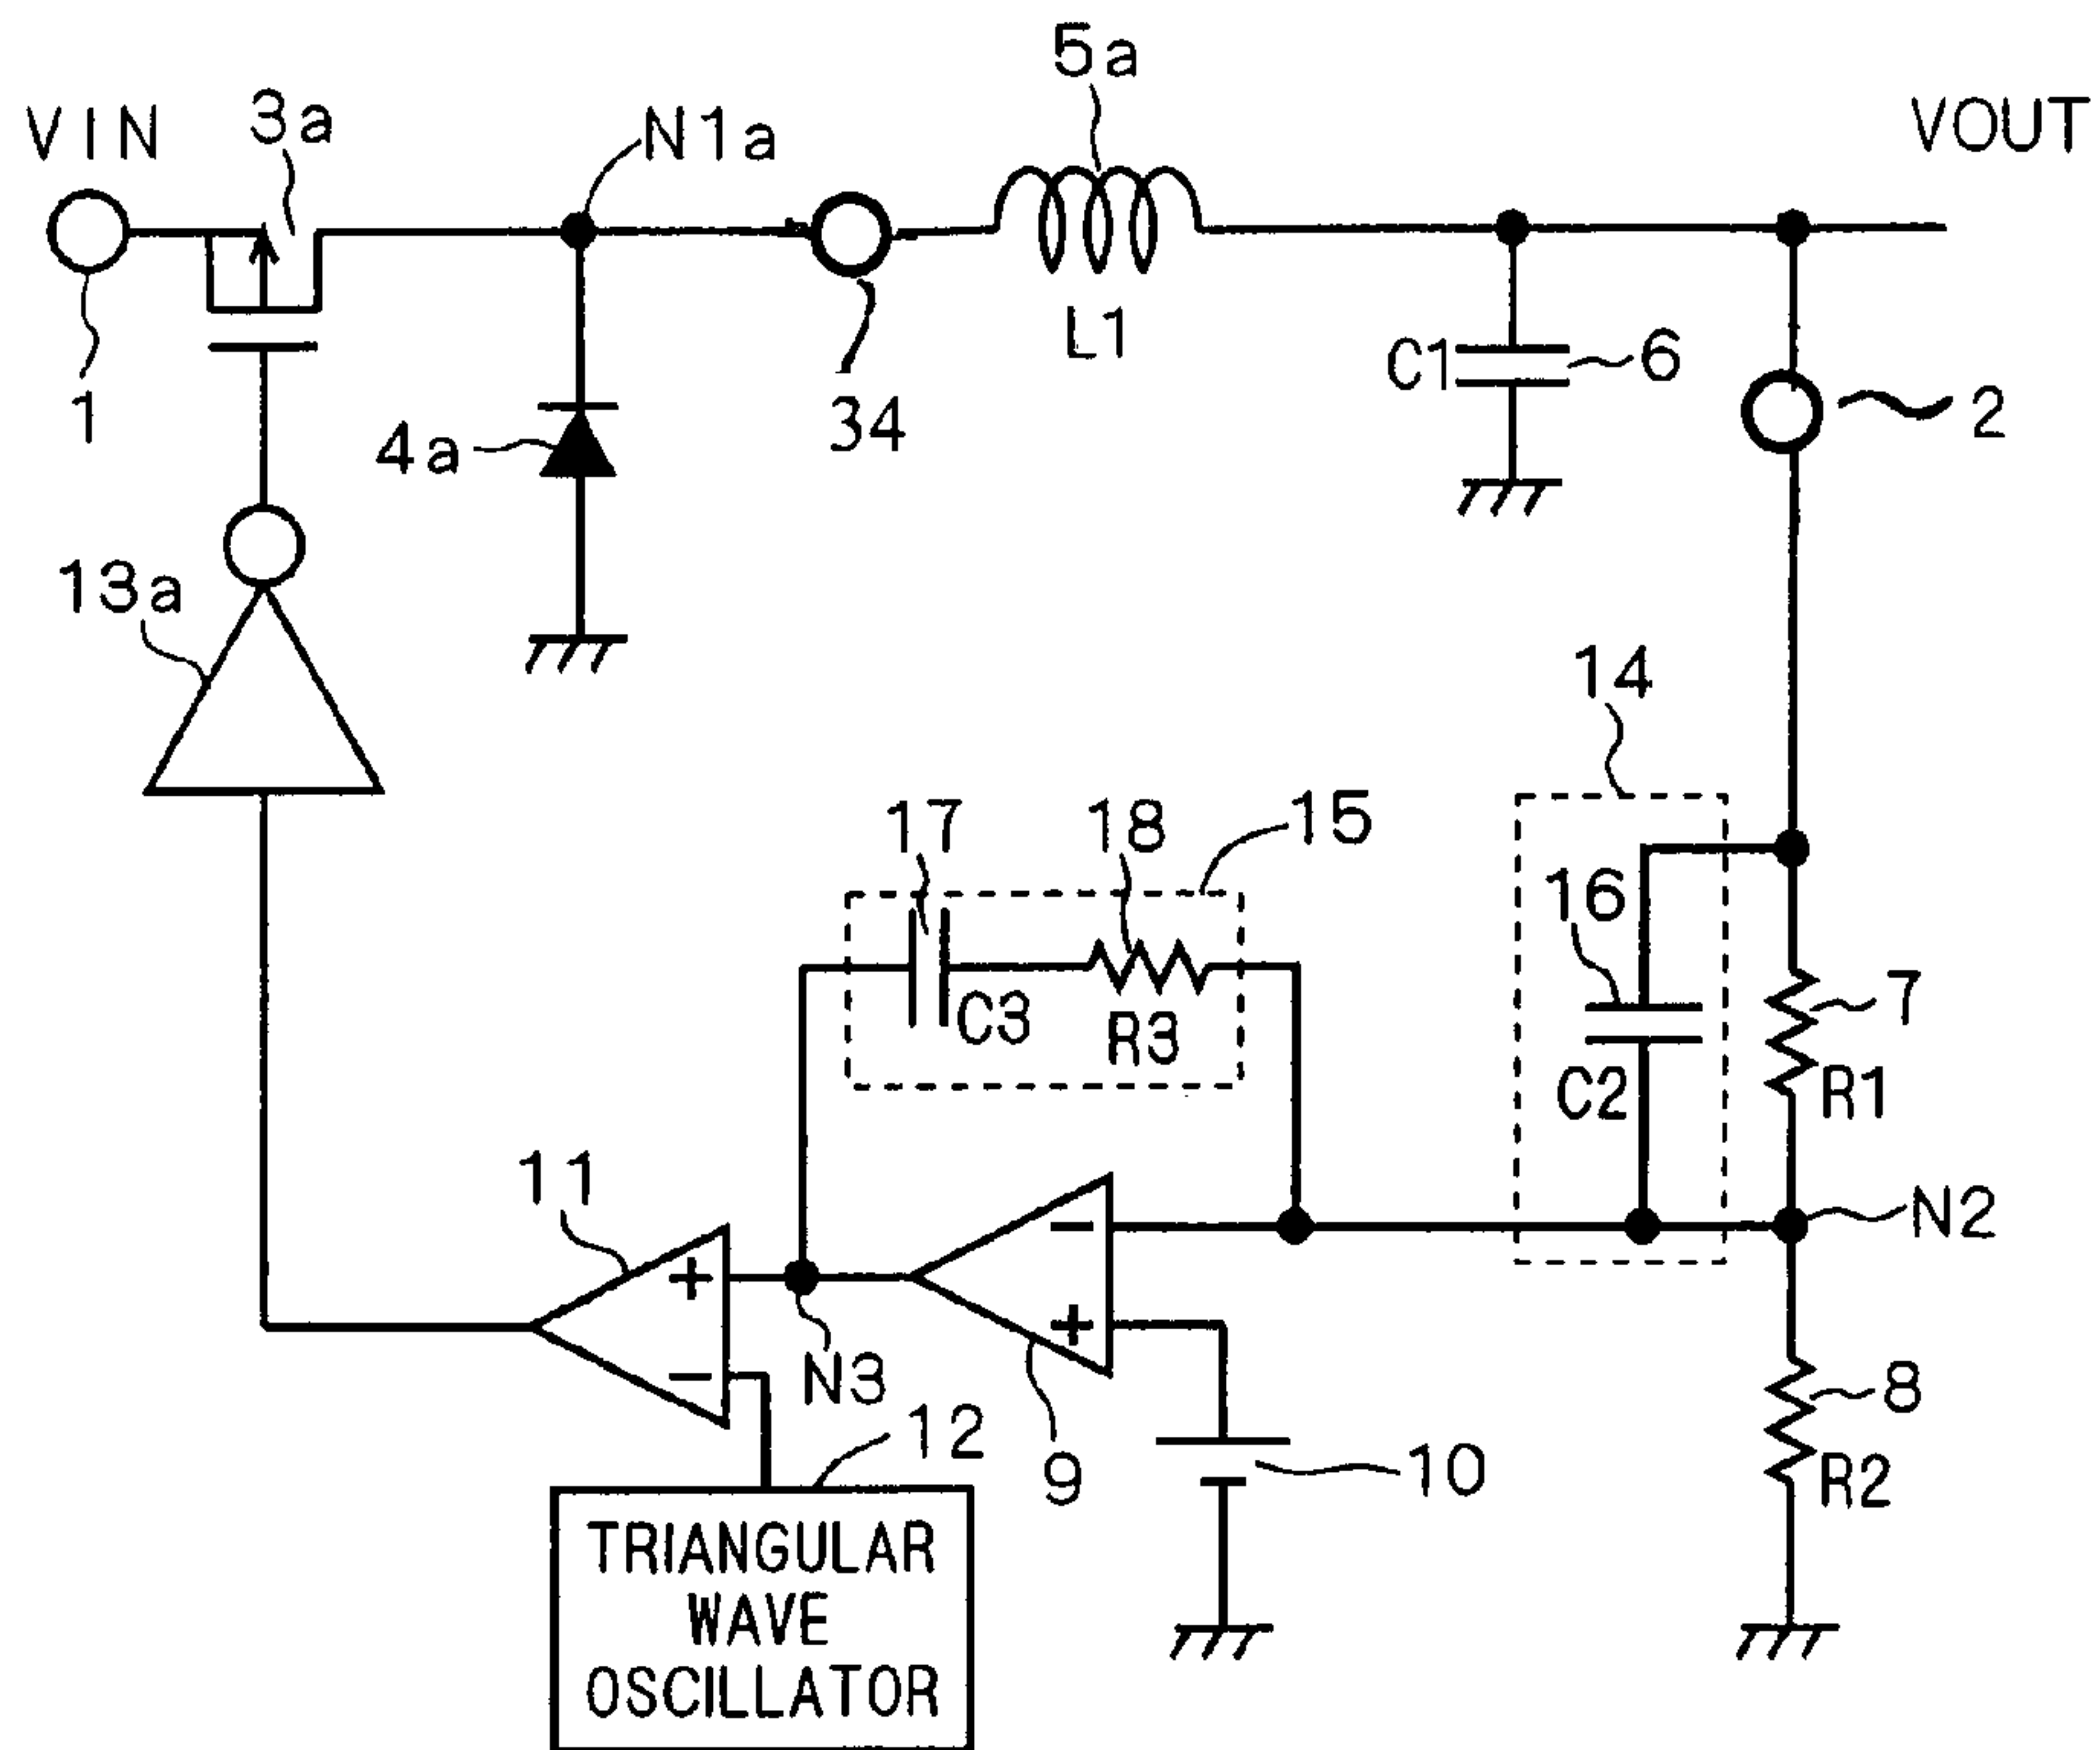 5a
VIN
3a
N1a
VOUT
L1
C1
6
1
34
2
4a
13a
14
17
18
15
16
7
C3
R3
C2
R1
11
N2
N3
8
12
9
10
R2
TRIANGULAR
WAVE
OSCILLATOR